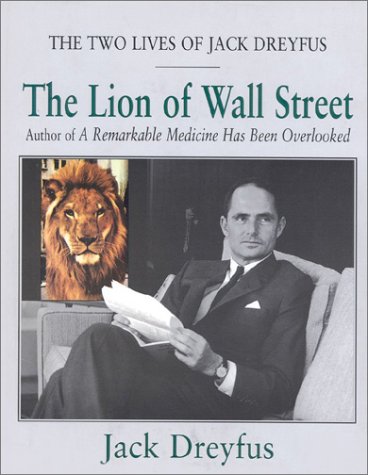 THE TWO LIVES OF JACK DREYFUS
The Lion of Wall Street
Author of A Remarkable Medicine Has Been Overlooked
Jack Dreyfus